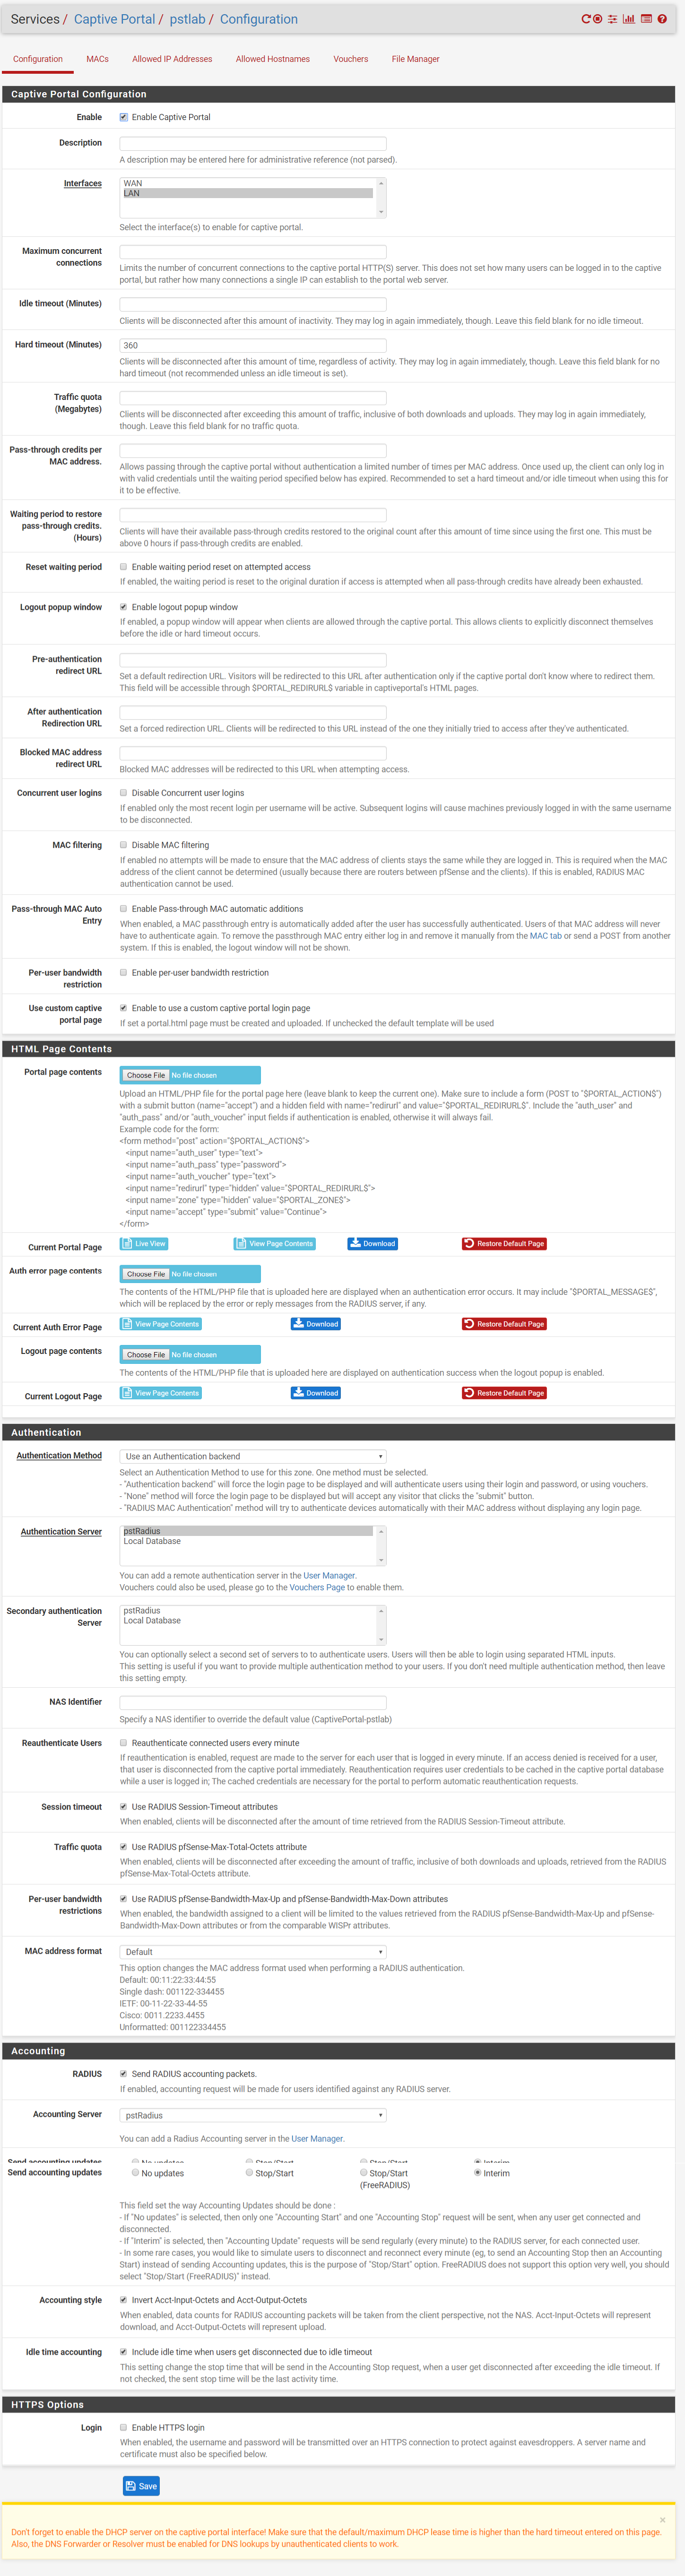 Services / Captive Portal / pstlab / Configuration
Configuration MACs Allowed IP Addresses Allowed Hostnames Vouchers File Manager
Captive Portal Configuration
Enable Enable Captive Portal
Description
A description may be entered here for administrative reference (not parsed).
Interfaces WAN
LAN
Select the interface(s) to enable for captive portal.
Maximum concurrent
connections
Limits the number of concurrent connections to the captive portal HTTP(S) server. This does not set how many users can be logged in to the captive
portal, but rather how many connections a single IP can establish to the portal web server.
Idle timeout (Minutes)
Clients will be disconnected after this amount of inactivity. They may log in again immediately, though. Leave this field blank for no idle timeout.
Hard timeout (Minutes) 360
Clients will be disconnected after this amount of time, regardless of activity. They may log in again immediately, though. Leave this field blank for no
hard timeout (not recommended unless an idle timeout is set).
Traffic quota
(Megabytes)
Clients will be disconnected after exceeding this amount of traffic, inclusive of both downloads and uploads. They may log in again immediately,
though. Leave this field blank for no traffic quota.
Pass-through credits per
MAC address.
Allows passing through the captive portal without authentication a limited number of times per MAC address. Once used up, the client can only log in
with valid credentials until the waiting period specified below has expired. Recommended to set a hard timeout and/or idle timeout when using this for
it to be effective.
Waiting period to restore
pass-through credits.
(Hours)
Clients will have their available pass-through credits restored to the original count after this amount of time since using the first one. This must be
above 0 hours if pass-through credits are enabled.
Reset waiting period Enable waiting period reset on attempted access
If enabled, the waiting period is reset to the original duration if access is attempted when all pass-through credits have already been exhausted.
Logout popup window Enable logout popup window
If enabled, a popup window will appear when clients are allowed through the captive portal. This allows clients to explicitly disconnect themselves
before the idle or hard timeout occurs.
Pre-authentication
redirect URL
Set a default redirection URL. Visitors will be redirected to this URL after authentication only if the captive portal don't know where to redirect them.
This field will be accessible through $PORTAL_REDIRURL$ variable in captiveportal's HTML pages.
After authentication
Redirection URL
Set a forced redirection URL. Clients will be redirected to this URL instead of the one they initially tried to access after they've authenticated.
Blocked MAC address
redirect URL
Blocked MAC addresses will be redirected to this URL when attempting access.
Concurrent user logins Disable Concurrent user logins
If enabled only the most recent login per username will be active. Subsequent logins will cause machines previously logged in with the same username
to be disconnected.
MAC filtering Disable MAC filtering
If enabled no attempts will be made to ensure that the MAC address of clients stays the same while they are logged in. This is required when the MAC
address of the client cannot be determined (usually because there are routers between pfSense and the clients). If this is enabled, RADIUS MAC
authentication cannot be used.
Pass-through MAC Auto
Entry
Enable Pass-through MAC automatic additions
When enabled, a MAC passthrough entry is automatically added after the user has successfully authenticated. Users of that MAC address will never
have to authenticate again. To remove the passthrough MAC entry either log in and remove it manually from the MAC tab or send a POST from another
system. If this is enabled, the logout window will not be shown.
Per-user bandwidth
restriction
Enable per-user bandwidth restriction
Use custom captive
portal page
Enable to use a custom captive portal login page
If set a portal.html page must be created and uploaded. If unchecked the default template will be used
HTML Page Contents
Portal page contents Choose File No file chosen
Upload an HTML/PHP file for the portal page here (leave blank to keep the current one). Make sure to include a form (POST to "$PORTAL_ACTION$")
with a submit button (name="accept") and a hidden field with name="redirurl" and value="$PORTAL_REDIRURL$". Include the "auth_user" and
"auth_pass" and/or "auth_voucher" input fields if authentication is enabled, otherwise it will always fail.
Example code for the form:
<form method="post" action="$PORTAL_ACTION$">
<input name="auth_user" type="text">
<input name="auth_pass" type="password">
<input name="auth_voucher" type="text">
<input name="redirurl" type="hidden" value="$PORTAL_REDIRURL$">
<input name="zone" type="hidden" value="$PORTAL_ZONE$">
<input name="accept" type="submit" value="Continue">
</form>
Current Portal Page Live View View Page Contents Download Restore Default Page
Auth error page contents Choose File No file chosen
The contents of the HTML/PHP file that is uploaded here are displayed when an authentication error occurs. It may include "$PORTAL_MESSAGE$",
which will be replaced by the error or reply messages from the RADIUS server, if any.
Current Auth Error Page View Page Contents Download Restore Default Page
Logout page contents Choose File No file chosen
The contents of the HTML/PHP file that is uploaded here are displayed on authentication success when the logout popup is enabled.
Current Logout Page View Page Contents Download Restore Default Page
Authentication
Authentication Method Use an Authentication backend
Select an Authentication Method to use for this zone. One method must be selected.
- "Authentication backend" will force the login page to be displayed and will authenticate users using their login and password, or using vouchers.
- "None" method will force the login page to be displayed but will accept any visitor that clicks the "submit" button.
- "RADIUS MAC Authentication" method will try to authenticate devices automatically with their MAC address without displaying any login page.
Authentication Server pstRadius
Local Database
You can add a remote authentication server in the User Manager.
Vouchers could also be used, please go to the Vouchers Page to enable them.
Secondary authentication
Server
pstRadius
Local Database
You can optionally select a second set of servers to to authenticate users. Users will then be able to login using separated HTML inputs.
This setting is useful if you want to provide multiple authentication method to your users. If you don't need multiple authentication method, then leave
this setting empty.
NAS Identifier
Specify a NAS identifier to override the default value (CaptivePortal-pstlab)
Reauthenticate Users Reauthenticate connected users every minute
If reauthentication is enabled, request are made to the server for each user that is logged in every minute. If an access denied is received for a user,
that user is disconnected from the captive portal immediately. Reauthentication requires user credentials to be cached in the captive portal database
while a user is logged in; The cached credentials are necessary for the portal to perform automatic reauthentication requests.
Session timeout Use RADIUS Session-Timeout attributes
When enabled, clients will be disconnected after the amount of time retrieved from the RADIUS Session-Timeout attribute.
Traffic quota Use RADIUS pfSense-Max-Total-Octets attribute
When enabled, clients will be disconnected after exceeding the amount of traffic, inclusive of both downloads and uploads, retrieved from the RADIUS
pfSense-Max-Total-Octets attribute.
Per-user bandwidth
restrictions
Use RADIUS pfSense-Bandwidth-Max-Up and pfSense-Bandwidth-Max-Down attributes
When enabled, the bandwidth assigned to a client will be limited to the values retrieved from the RADIUS pfSense-Bandwidth-Max-Up and pfSense-
Bandwidth-Max-Down attributes or from the comparable WISPr attributes.
MAC address format Default
This option changes the MAC address format used when performing a RADIUS authentication.
Default: 00:11:22:33:44:55
Single dash: 001122-334455
IETF: 00-11-22-33-44-55
Cisco: 0011.2233.4455
Unformatted: 001122334455
Accounting
RADIUS Send RADIUS accounting packets.
If enabled, accounting request will be made for users identified against any RADIUS server.
Accounting Server pstRadius
You can add a Radius Accounting server in the User Manager.
Send accounting updates No updates Stop/Start Stop/Start Interim
Send accounting updates No updates Stop/Start Stop/Start
(FreeRADIUS)
Interim
This field set the way Accounting Updates should be done :
- If "No updates" is selected, then only one "Accounting Start" and one "Accounting Stop" request will be sent, when any user get connected and
disconnected.
- If "Interim" is selected, then "Accounting Update" requests will be send regularly (every minute) to the RADIUS server, for each connected user.
- In some rare cases, you would like to simulate users to disconnect and reconnect every minute (eg, to send an Accounting Stop then an Accounting
Start) instead of sending Accounting updates, this is the purpose of "Stop/Start" option. FreeRADIUS does not support this option very well, you should
select "Stop/Start (FreeRADIUS)" instead.
Accounting style Invert Acct-Input-Octets and Acct-Output-Octets
When enabled, data counts for RADIUS accounting packets will be taken from the client perspective, not the NAS. Acct-Input-Octets will represent
download, and Acct-Output-Octets will represent upload.
Idle time accounting Include idle time when users get disconnected due to idle timeout
This setting change the stop time that will be send in the Accounting Stop request, when a user get disconnected after exceeding the idle timeout. If
not checked, the sent stop time will be the last activity time.
HTTPS Options
Login Enable HTTPS login
When enabled, the username and password will be transmitted over an HTTPS connection to protect against eavesdroppers. A server name and
certificate must also be specified below.
Save
×
Don't forget to enable the DHCP server on the captive portal interface! Make sure that the default/maximum DHCP lease time is higher than the hard timeout entered on this page.
Also, the DNS Forwarder or Resolver must be enabled for DNS lookups by unauthenticated clients to work.